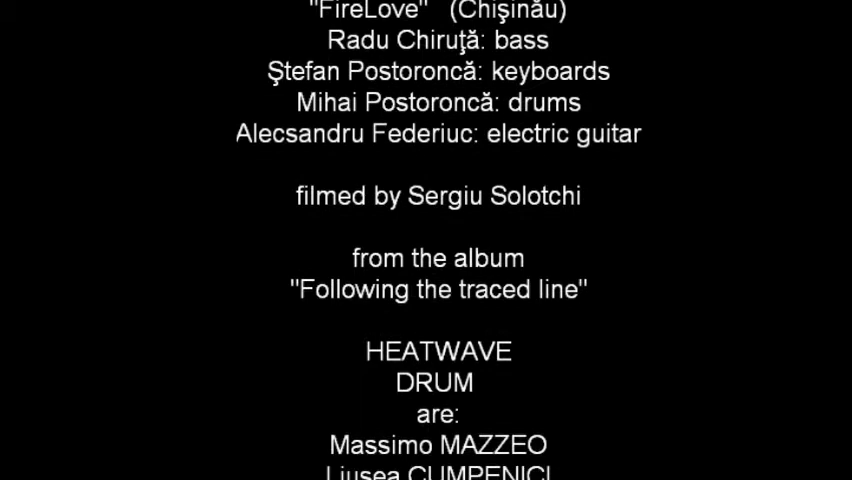 "FireLove" (Chişinău)
Radu Chiruţă: bass
Ştefan Postoroncă: keyboards
Mihai Postoroncă: drums
Alecsandru Federiuc: electric guitar
filmed by Sergiu Solotchi
from the album
"Following the traced line"
HEATWAVE
DRUM
are:
Massimo MAZZEO
Liusea CUMPENICI